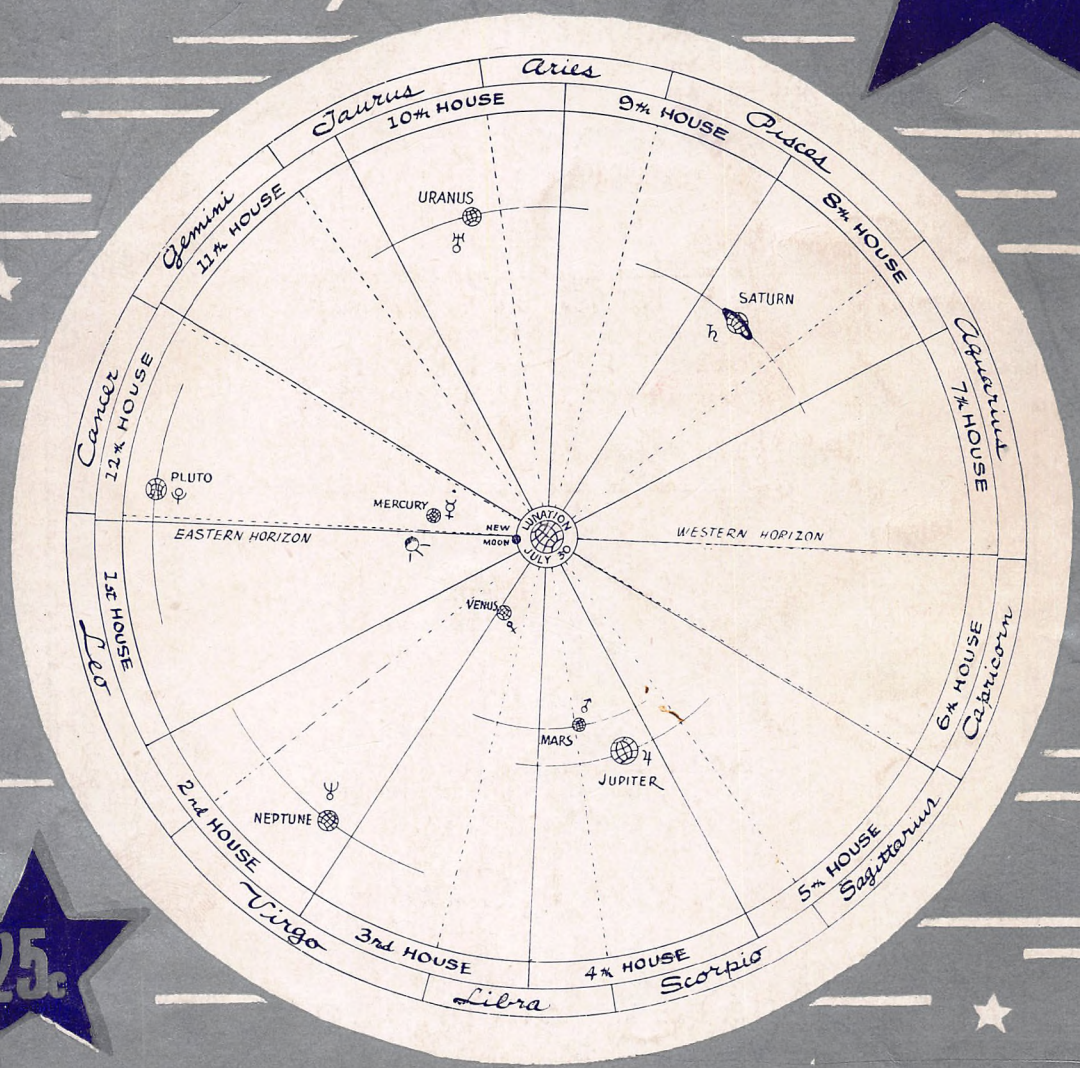 Aries
Taurus
10th HOUSE
9th HOUSE
Pisces
Gemini
11th HOUSE
8th HOUSE
URANUS
♅
SATURN
♄
Aquarius
7th HOUSE
Cancer
12th HOUSE
PLUTO
♇
MERCURY
☿
NEW
MOON
LUNATION
JULY 30
EASTERN HORIZON
WESTERN HORIZON
1st HOUSE
Leo
VENUS
♀
6th HOUSE
Capricorn
♂
MARS
♃
JUPITER
♆
NEPTUNE
2nd HOUSE
Virgo
5th HOUSE
Sagittarius
3rd HOUSE
4th HOUSE
Scorpio
Libra
25c